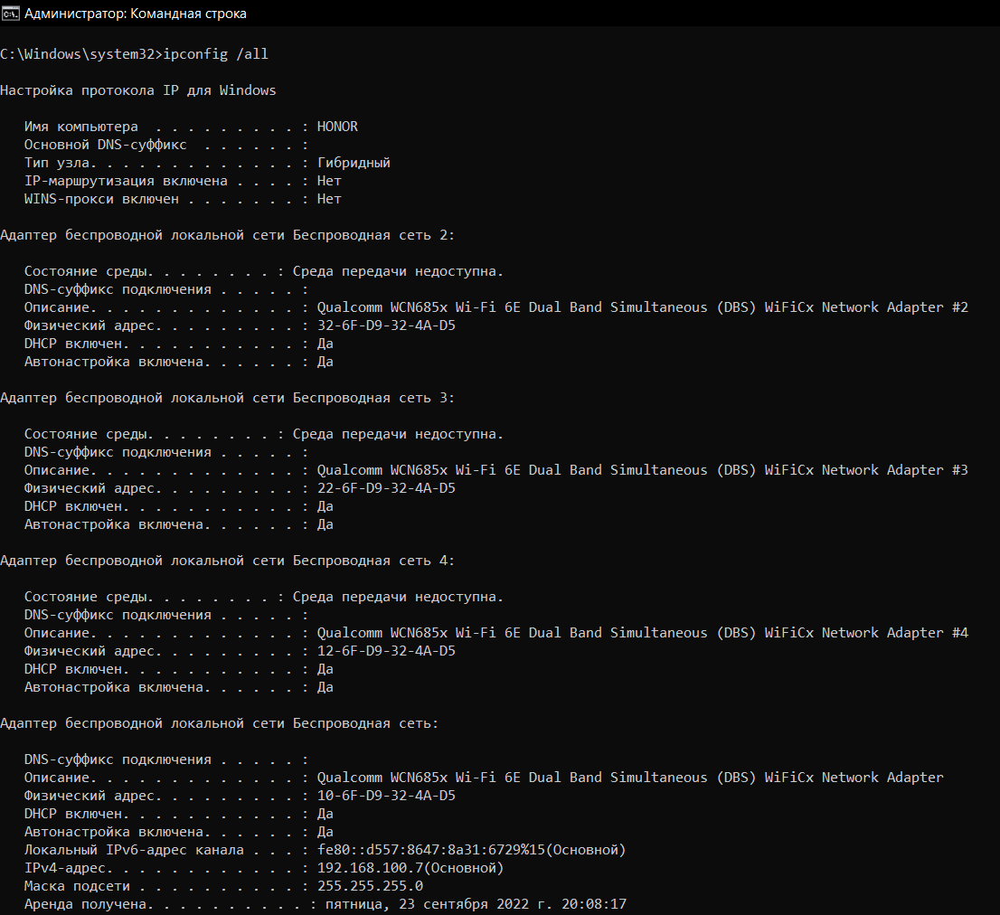 Администратор: Командная строка
C:\Windows\system32>ipconfig /all
Настройка протокола IP для Windows
Имя компьютера  . . . . . . . . . : HONOR
Основной DNS-суффикс  . . . . . . :
Тип узла. . . . . . . . . . . . . : Гибридный
IP-маршрутизация включена . . . . : Нет
WINS-прокси включен . . . . . . . : Нет
Адаптер беспроводной локальной сети Беспроводная сеть 2:
Состояние среды. . . . . . . . : Среда передачи недоступна.
DNS-суффикс подключения . . . . . :
Описание. . . . . . . . . . . . . : Qualcomm WCN685x Wi-Fi 6E Dual Band Simultaneous (DBS) WiFiCx Network Adapter #2
Физический адрес. . . . . . . . . : 32-6F-D9-32-4A-D5
DHCP включен. . . . . . . . . . . : Да
Автонастройка включена. . . . . . : Да
Адаптер беспроводной локальной сети Беспроводная сеть 3:
Состояние среды. . . . . . . . : Среда передачи недоступна.
DNS-суффикс подключения . . . . . :
Описание. . . . . . . . . . . . . : Qualcomm WCN685x Wi-Fi 6E Dual Band Simultaneous (DBS) WiFiCx Network Adapter #3
Физический адрес. . . . . . . . . : 22-6F-D9-32-4A-D5
DHCP включен. . . . . . . . . . . : Да
Автонастройка включена. . . . . . : Да
Адаптер беспроводной локальной сети Беспроводная сеть 4:
Состояние среды. . . . . . . . : Среда передачи недоступна.
DNS-суффикс подключения . . . . . :
Описание. . . . . . . . . . . . . : Qualcomm WCN685x Wi-Fi 6E Dual Band Simultaneous (DBS) WiFiCx Network Adapter #4
Физический адрес. . . . . . . . . : 12-6F-D9-32-4A-D5
DHCP включен. . . . . . . . . . . : Да
Автонастройка включена. . . . . . : Да
Адаптер беспроводной локальной сети Беспроводная сеть:
DNS-суффикс подключения . . . . . :
Описание. . . . . . . . . . . . . : Qualcomm WCN685x Wi-Fi 6E Dual Band Simultaneous (DBS) WiFiCx Network Adapter
Физический адрес. . . . . . . . . : 10-6F-D9-32-4A-D5
DHCP включен. . . . . . . . . . . : Да
Автонастройка включена. . . . . . : Да
Локальный IPv6-адрес канала . . . : fe80::d557:8647:8a31:6729%15(Основной)
IPv4-адрес. . . . . . . . . . . . : 192.168.100.7(Основной)
Маска подсети . . . . . . . . . . : 255.255.255.0
Аренда получена. . . . . . . . . . : пятница, 23 сентября 2022 г. 20:08:17